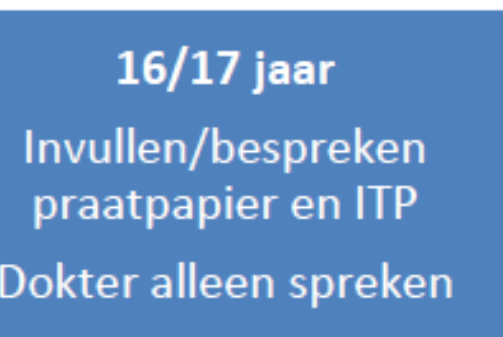 16/17 jaar
Invullen/bespreken
praatpapier en ITP
Dokter alleen spreken